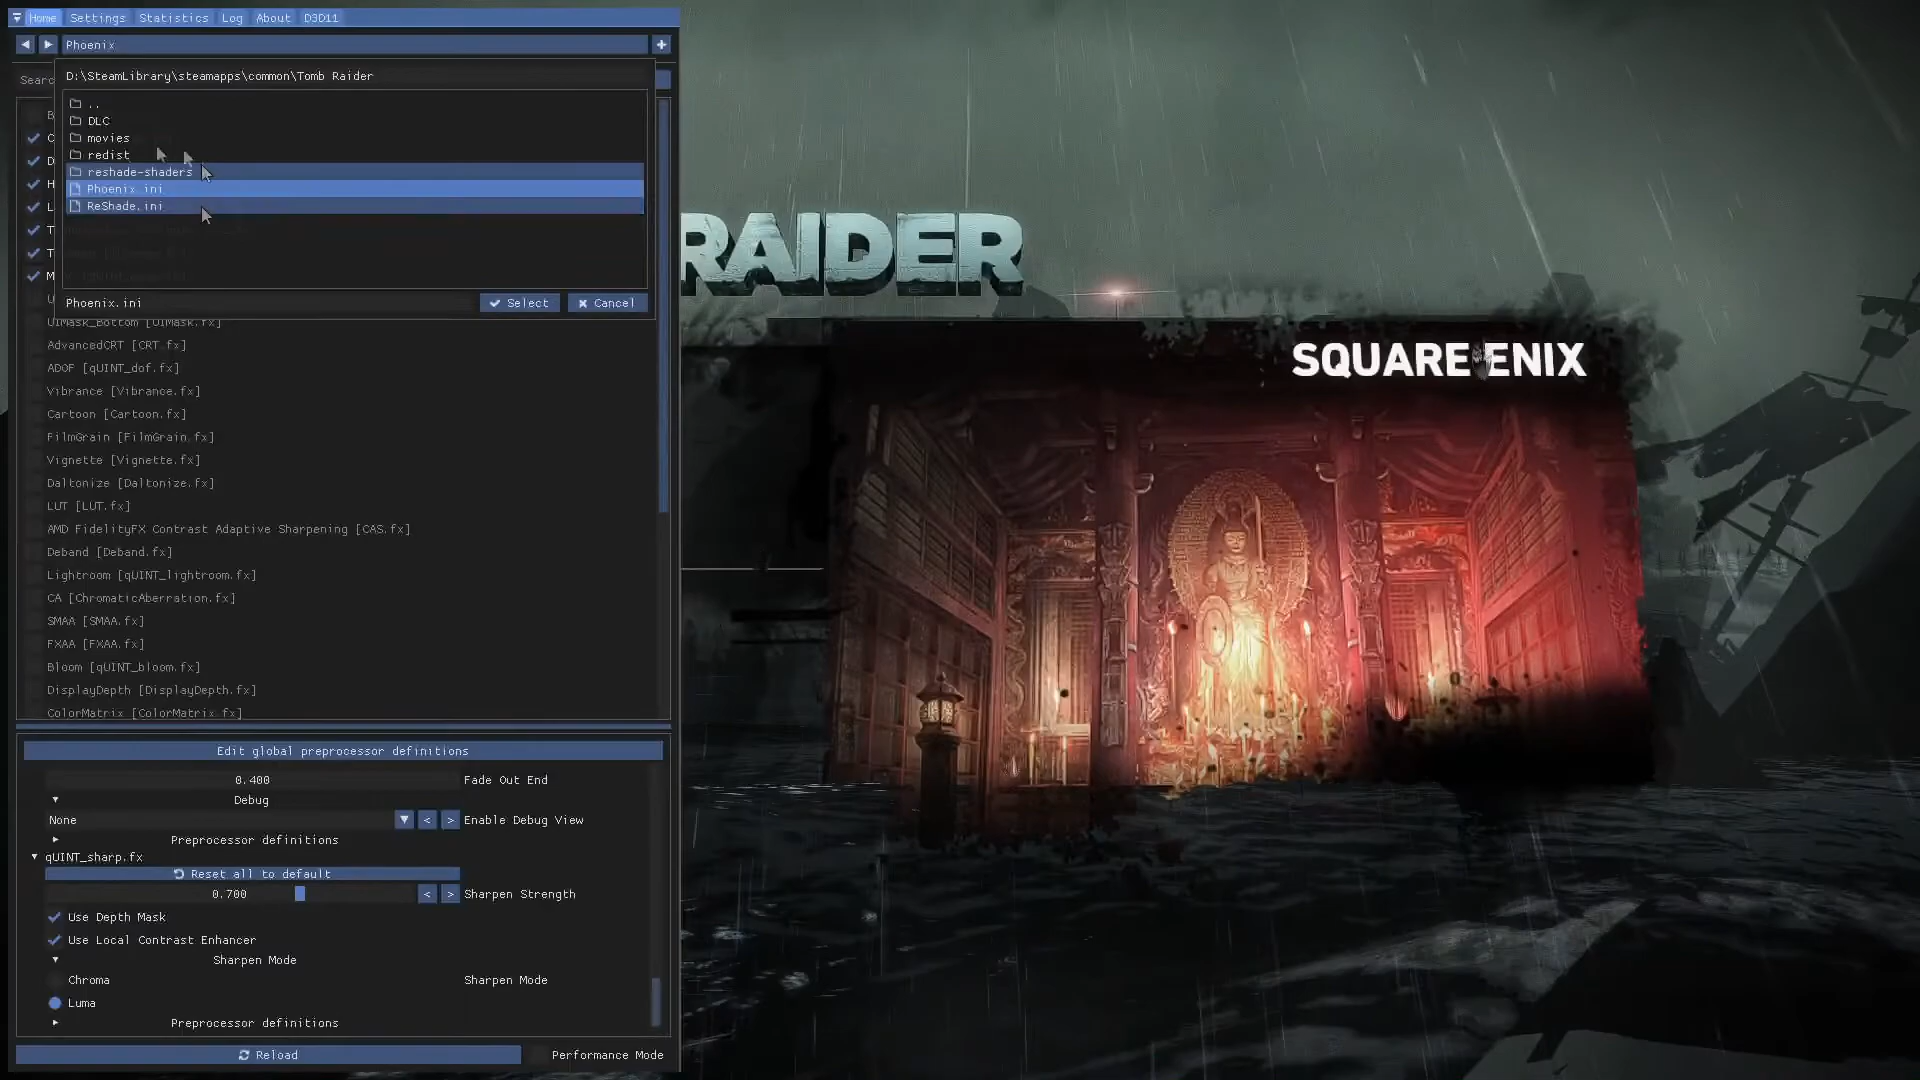 Home Settings Statistics Log About D3D11
Phoenix
Searc
D:\SteamLibrary\steamapps\common\Tomb Raider
..
DLC
movies
redist
reshade-shaders
Phoenix.ini
ReShade.ini
Phoenix.ini
Select
Cancel
RAIDER
SQUARE ENIX
UIMask_Bottom [UIMask.fx]
AdvancedCRT [CRT.fx]
ADOF [qUINT_dof.fx]
Vibrance [Vibrance.fx]
Cartoon [Cartoon.fx]
FilmGrain [FilmGrain.fx]
Vignette [Vignette.fx]
Daltonize [Daltonize.fx]
LUT [LUT.fx]
AMD FidelityFX Contrast Adaptive Sharpening [CAS.fx]
Deband [Deband.fx]
Lightroom [qUINT_lightroom.fx]
CA [ChromaticAberration.fx]
SMAA [SMAA.fx]
FXAA [FXAA.fx]
Bloom [qUINT_bloom.fx]
DisplayDepth [DisplayDepth.fx]
ColorMatrix [ColorMatrix.fx]
Edit global preprocessor definitions
0.400 Fade Out End
Debug
None < > Enable Debug View
Preprocessor definitions
qUINT_sharp.fx
Reset all to default
0.700 < > Sharpen Strength
Use Depth Mask
Use Local Contrast Enhancer
Sharpen Mode
Chroma Sharpen Mode
Luma
Preprocessor definitions
Reload Performance Mode